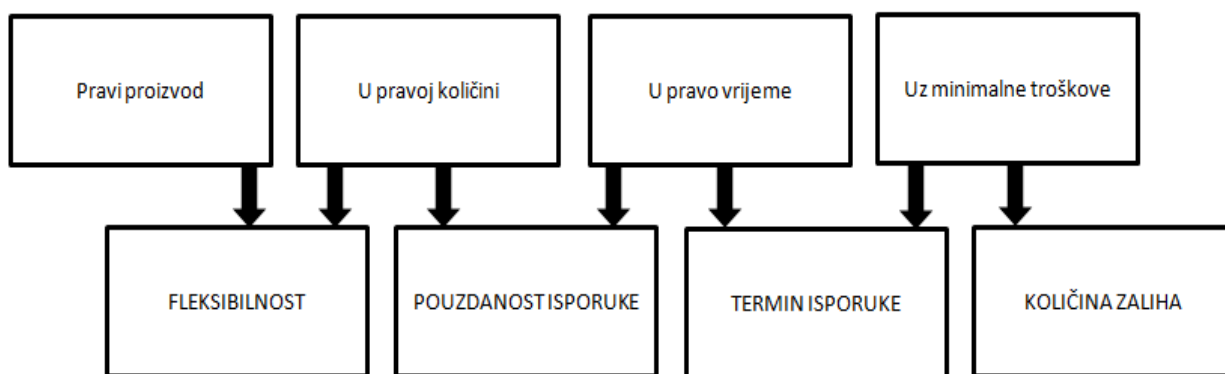 Pravi proizvod
U pravoj količini
U pravo vrijeme
Uz minimalne troškove
FLEKSIBILNOST
POUZDANOST ISPORUKE
TERMIN ISPORUKE
KOLIČINA ZALIHA